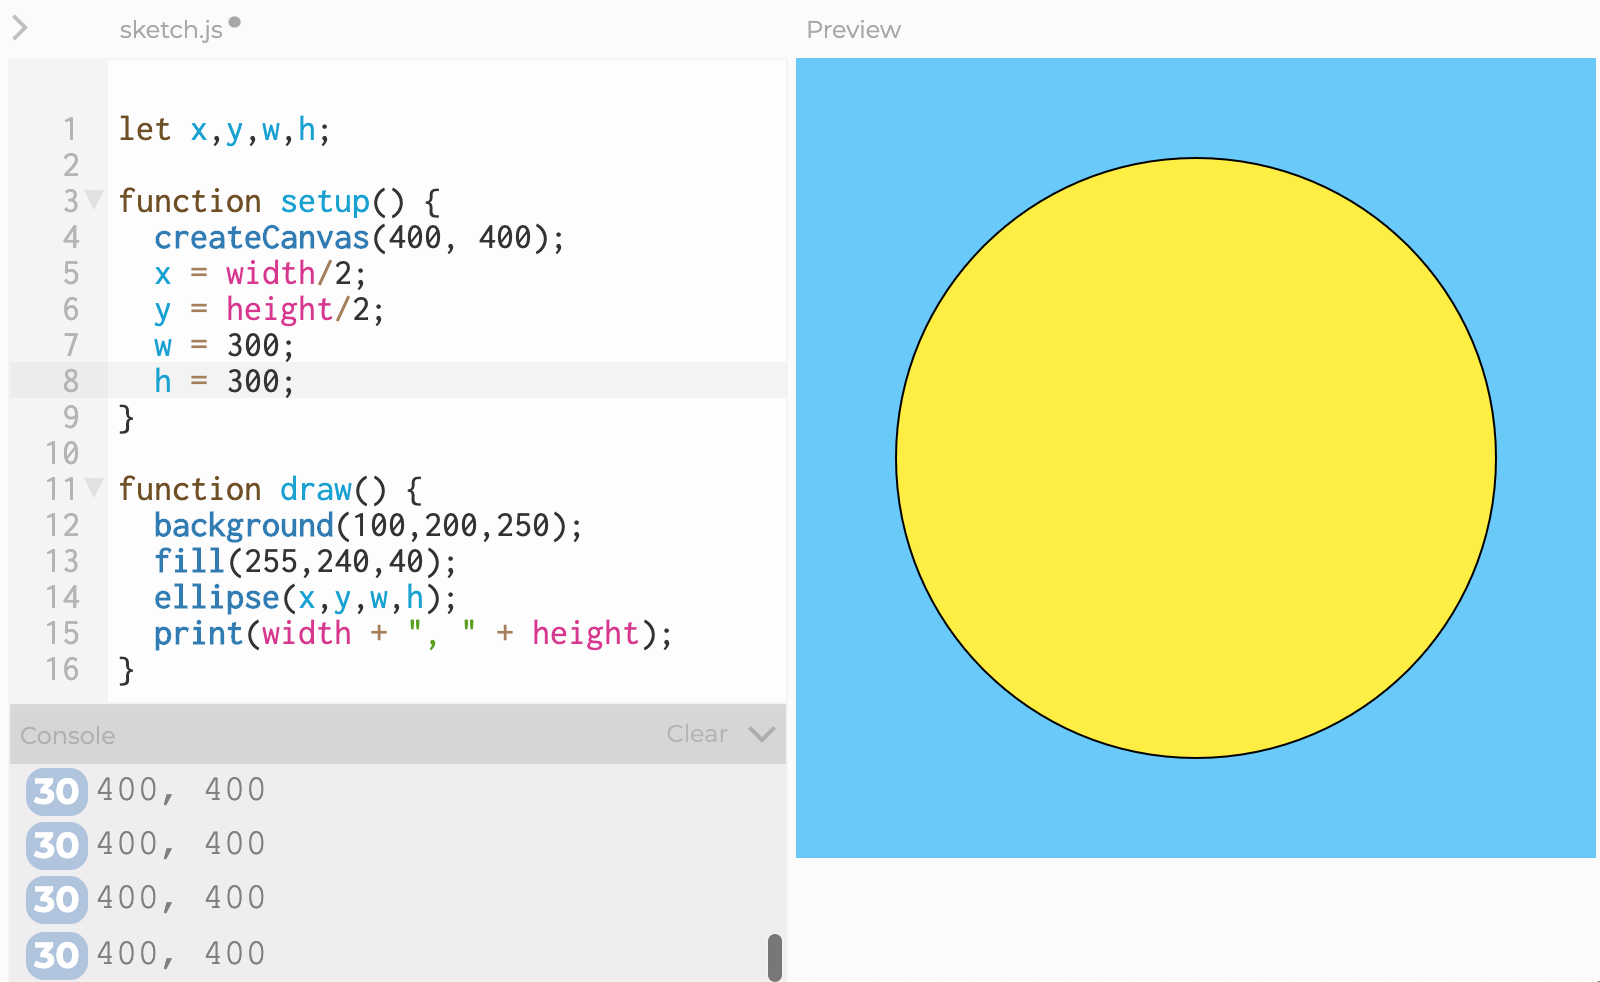 sketch.js
Preview
1 let x,y,w,h;
2
3 function setup() {
4 createCanvas(400, 400);
5 x = width/2;
6 y = height/2;
7 w = 300;
8 h = 300;
9 }
10
11 function draw() {
12 background(100,200,250);
13 fill(255,240,40);
14 ellipse(x,y,w,h);
15 print(width + ", " + height);
16 }
Console Clear
30 400, 400
30 400, 400
30 400, 400
30 400, 400